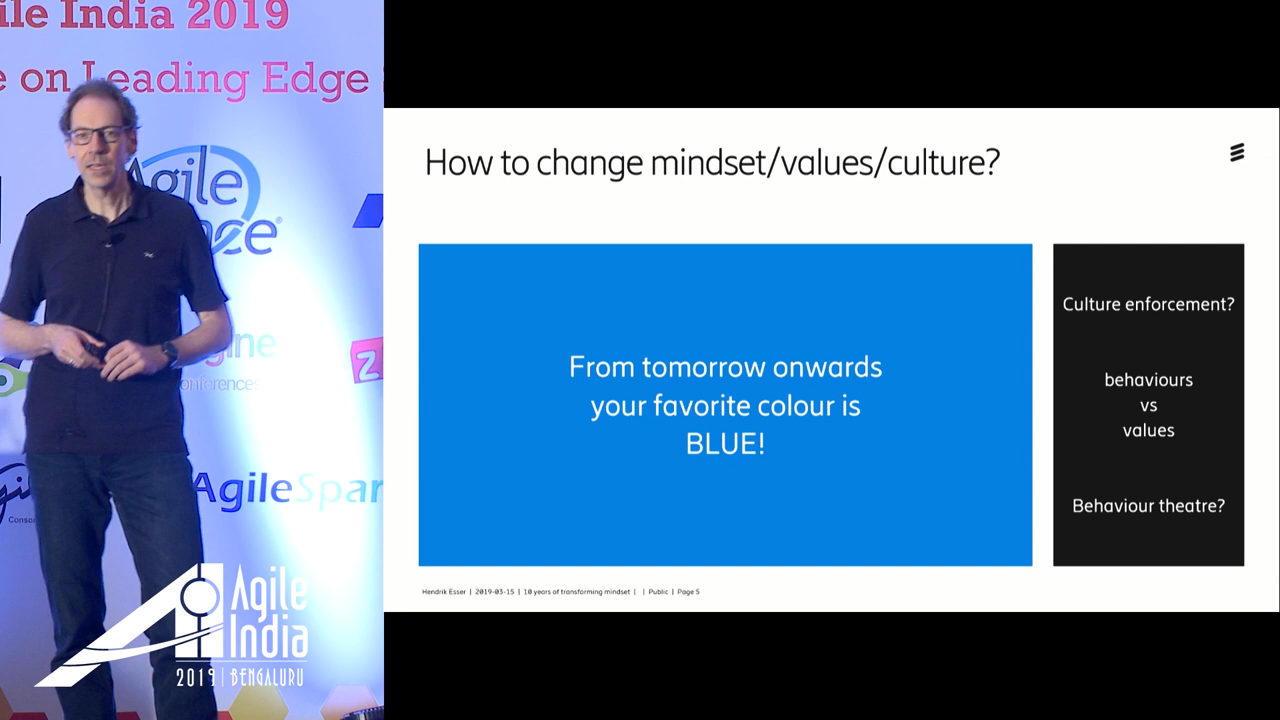 ile India 2019
e on Leading Edge
Agile
nce®
gine
onferences
Z
AgileSpar
Agile
India
2019 | BENGALURU
How to change mindset/values/culture?
From tomorrow onwards
your favorite colour is
BLUE!
Culture enforcement?
behaviours
vs
values
Behaviour theatre?
Hendrik Esser | 2019-03-15 | 10 years of transforming mindset | | Public | Page 5